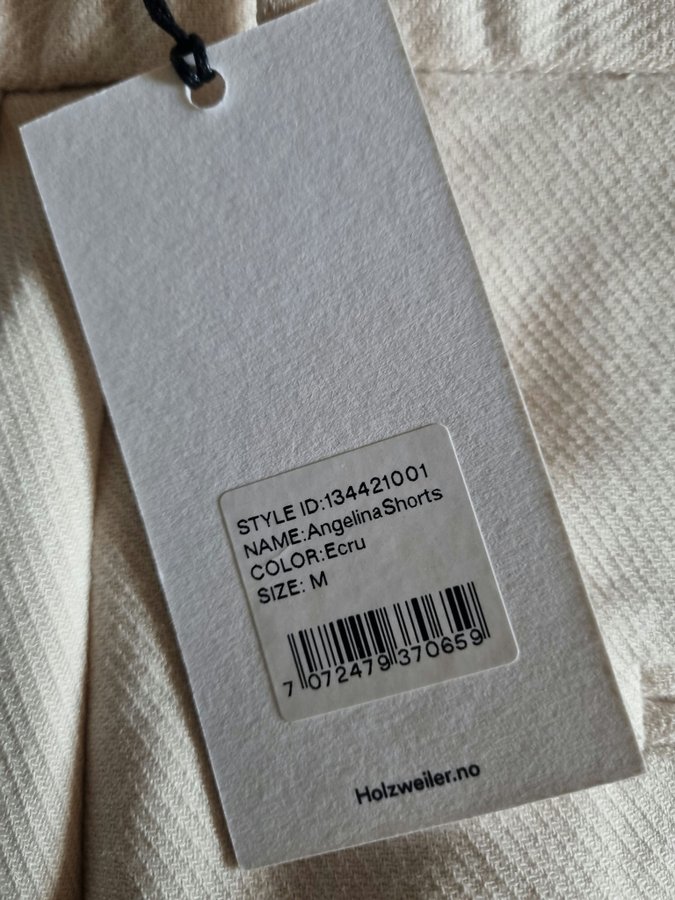 STYLE ID:134421001
NAME:AngelinaShorts
COLOR:Ecru
SIZE: M
7 072479 370659
Holzweiler.no